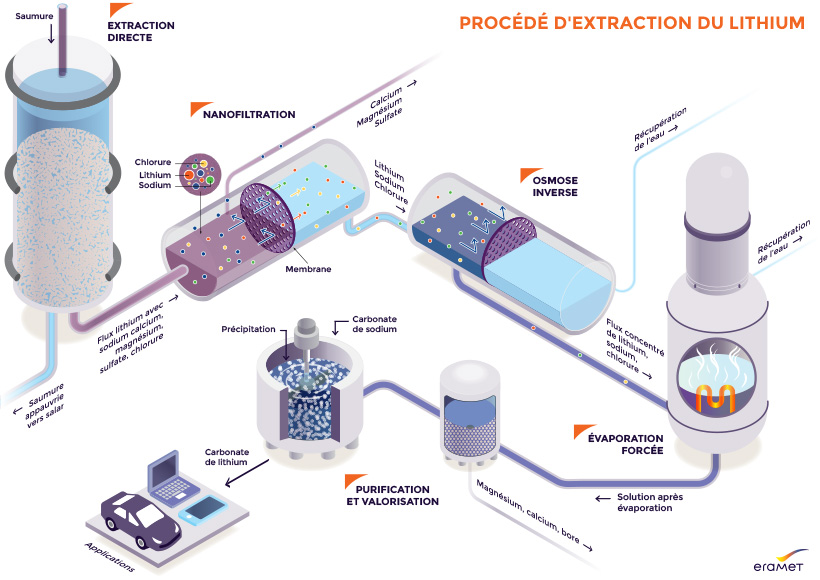 PROCÉDÉ D'EXTRACTION DU LITHIUM
Saumure
EXTRACTION
DIRECTE
NANOFILTRATION
Calcium
Magnésium
Sulfate
Chlorure
Lithium
Sodium
Membrane
Lithium
Sodium
Chlorure
OSMOSE
INVERSE
Récupération
de l'eau
Récupération
de l'eau
Flux lithium avec
sodium calcium,
magnésium,
sulfate, chlorure
Saumure
appauvrie
vers salar
Flux concentré
de lithium,
sodium,
chlorure
Précipitation
Carbonate
de sodium
ÉVAPORATION
FORCÉE
Solution après
évaporation
Magnésium, calcium, bore
PURIFICATION
ET VALORISATION
Carbonate
de lithium
Applications
eramet